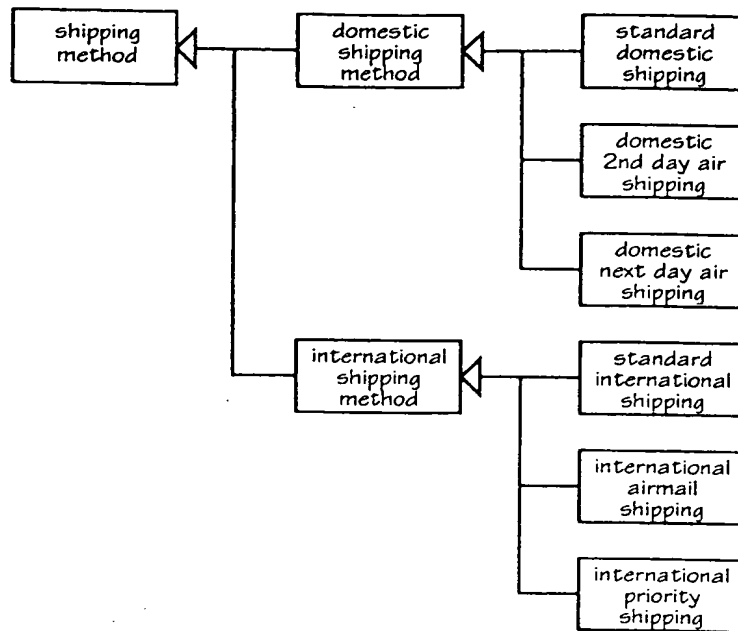 shipping
method
domestic
shipping
method
standard
domestic
shipping
domestic
2nd day air
shipping
domestic
next day air
shipping
international
shipping
method
standard
international
shipping
international
airmail
shipping
international
priority
shipping